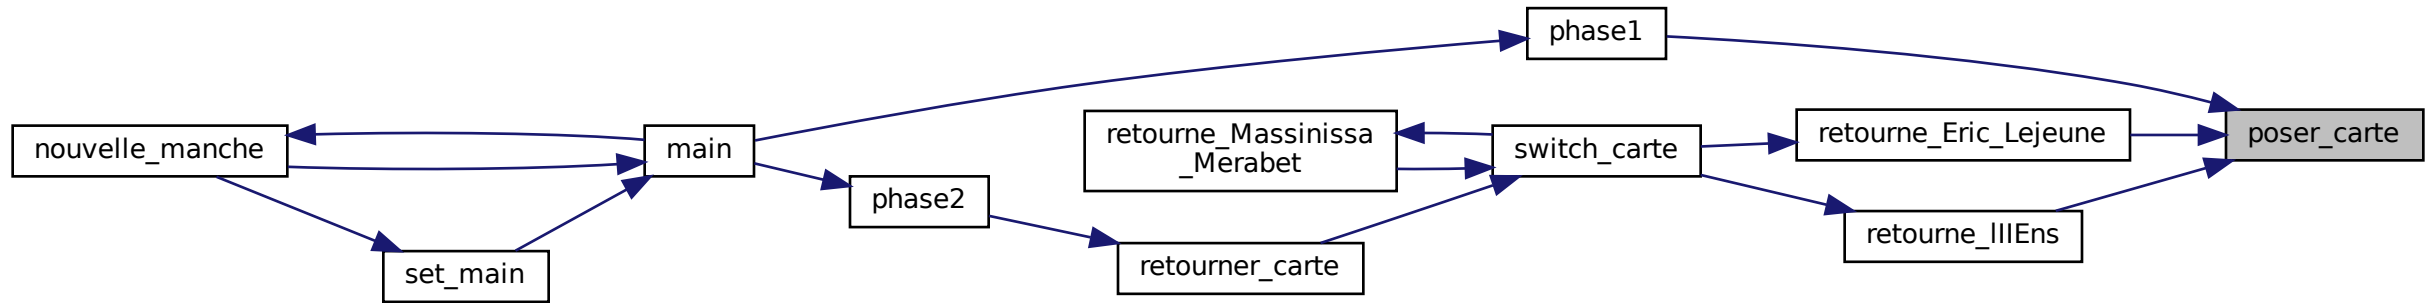 phase1
nouvelle_manche
main
retourne_Massinissa
_Merabet
switch_carte
retourne_Eric_Lejeune
poser_carte
phase2
retourne_IIIEns
set_main
retourner_carte